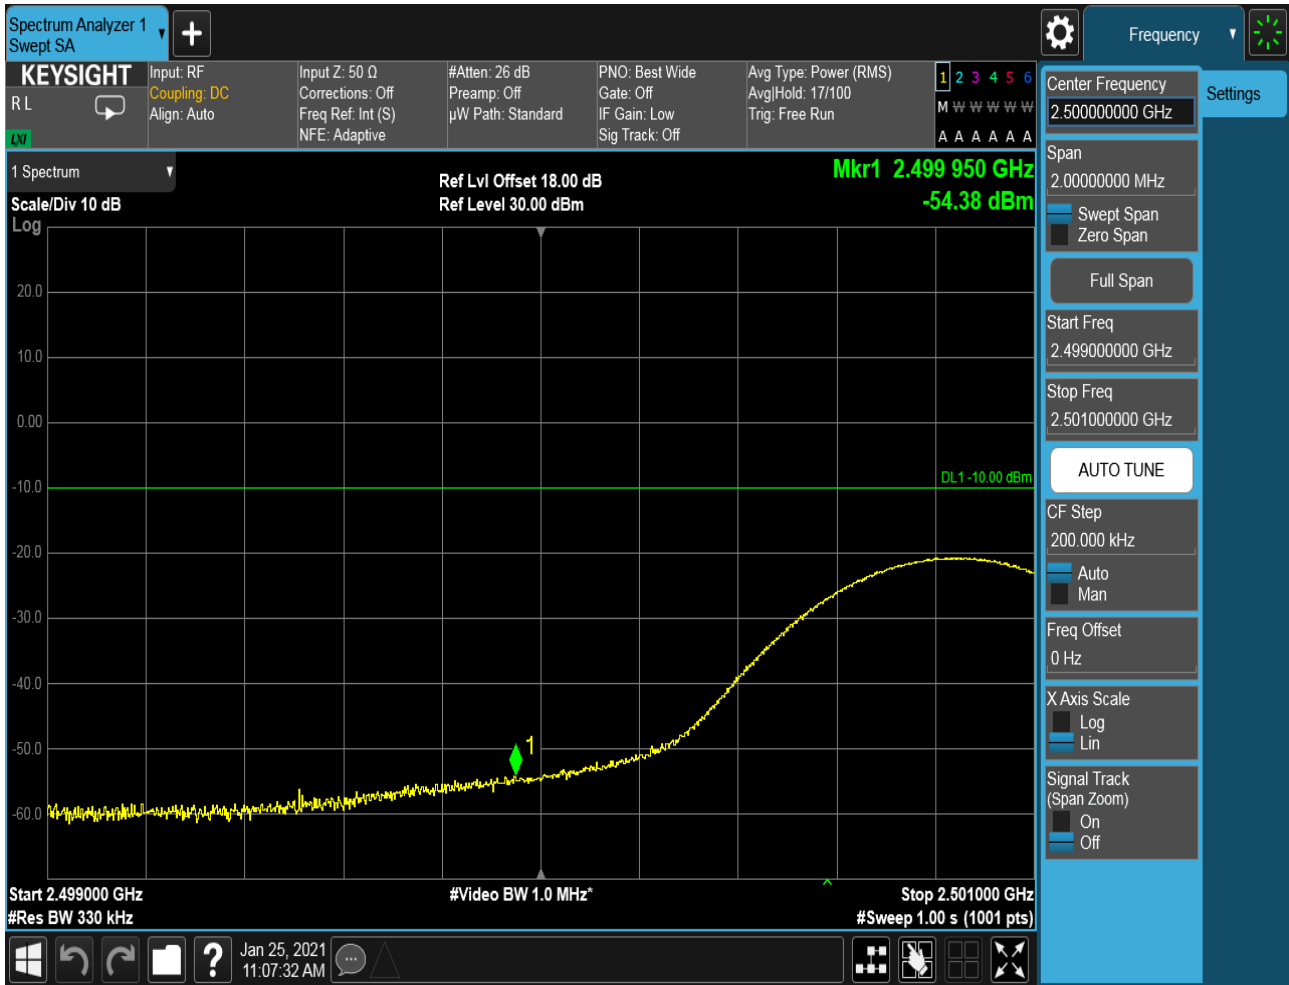 Spectrum Analyzer 1
Swept SA
Frequency
KEYSIGHT
R L
LXI
Input: RF
Coupling: DC
Align: Auto
Input Z: 50 Ω
Corrections: Off
Freq Ref: Int (S)
NFE: Adaptive
#Atten: 26 dB
Preamp: Off
µW Path: Standard
PNO: Best Wide
Gate: Off
IF Gain: Low
Sig Track: Off
Avg Type: Power (RMS)
Avg|Hold: 17/100
Trig: Free Run
1 2 3 4 5 6
M W W W W W
A A A A A A
1 Spectrum
Scale/Div 10 dB
Log
Ref Lvl Offset 18.00 dB
Ref Level 30.00 dBm
Mkr1 2.499 950 GHz
-54.38 dBm
20.0
10.0
0.00
-10.0
-20.0
-30.0
-40.0
-50.0
-60.0
DL1 -10.00 dBm
1
Start 2.499000 GHz
#Res BW 330 kHz
#Video BW 1.0 MHz*
Stop 2.501000 GHz
#Sweep 1.00 s (1001 pts)
?
Jan 25, 2021
11:07:32 AM
Center Frequency
2.500000000 GHz
Settings
Span
2.00000000 MHz
Swept Span
Zero Span
Full Span
Start Freq
2.499000000 GHz
Stop Freq
2.501000000 GHz
AUTO TUNE
CF Step
200.000 kHz
Auto
Man
Freq Offset
0 Hz
X Axis Scale
Log
Lin
Signal Track
(Span Zoom)
On
Off